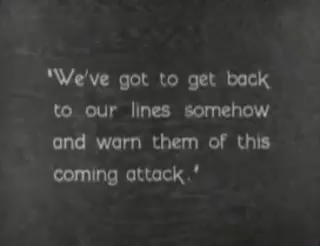 "We've got to get back
to our lines somehow
and warn them of this
coming attack."